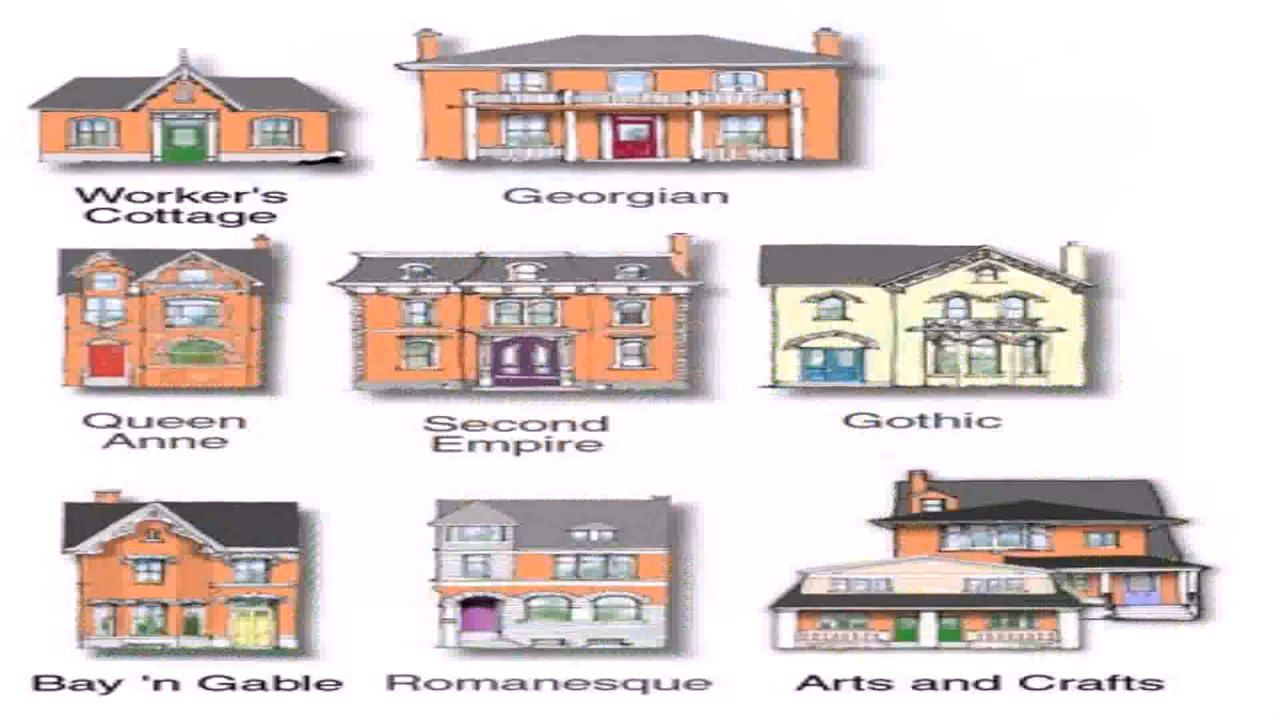 Worker's
Cottage
Georgian
Queen
Anne
Second
Empire
Gothic
Bay 'n Gable
Romanesque
Arts and Crafts